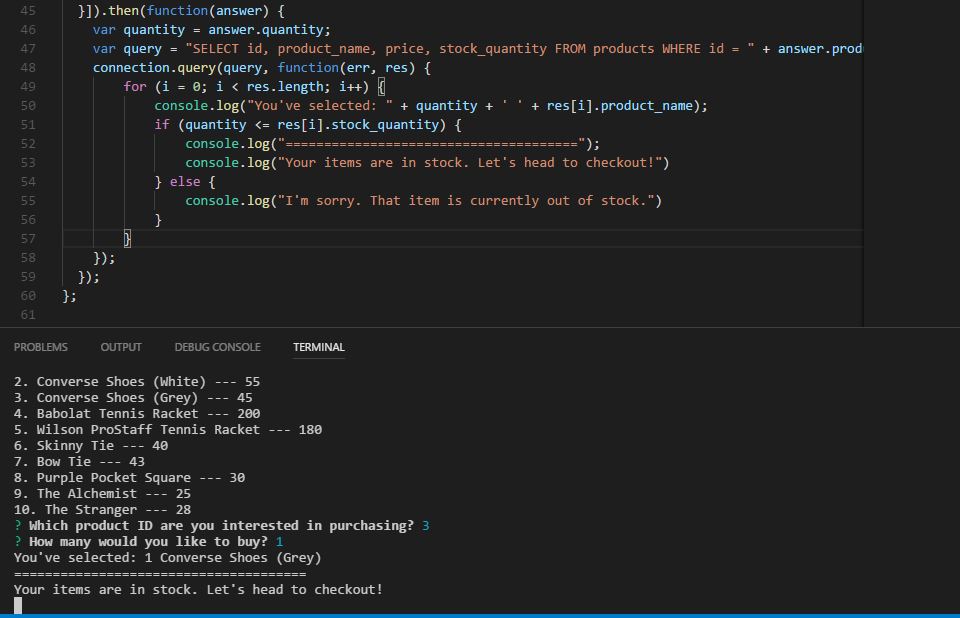 45 }]).then(function(answer) {
46 var quantity = answer.quantity;
47 var query = "SELECT id, product_name, price, stock_quantity FROM products WHERE id = " + answer.prod
48 connection.query(query, function(err, res) {
49 for (i = 0; i < res.length; i++) {
50 console.log("You've selected: " + quantity + ' ' + res[i].product_name);
51 if (quantity <= res[i].stock_quantity) {
52 console.log("======================================");
53 console.log("Your items are in stock. Let's head to checkout!")
54 } else {
55 console.log("I'm sorry. That item is currently out of stock.")
56 }
57 }
58 });
59 });
60 };
61
PROBLEMS OUTPUT DEBUG CONSOLE TERMINAL
2. Converse Shoes (White) --- 55
3. Converse Shoes (Grey) --- 45
4. Babolat Tennis Racket --- 200
5. Wilson ProStaff Tennis Racket --- 180
6. Skinny Tie --- 40
7. Bow Tie --- 43
8. Purple Pocket Square --- 30
9. The Alchemist --- 25
10. The Stranger --- 28
? Which product ID are you interested in purchasing? 3
? How many would you like to buy? 1
You've selected: 1 Converse Shoes (Grey)
======================================
Your items are in stock. Let's head to checkout!